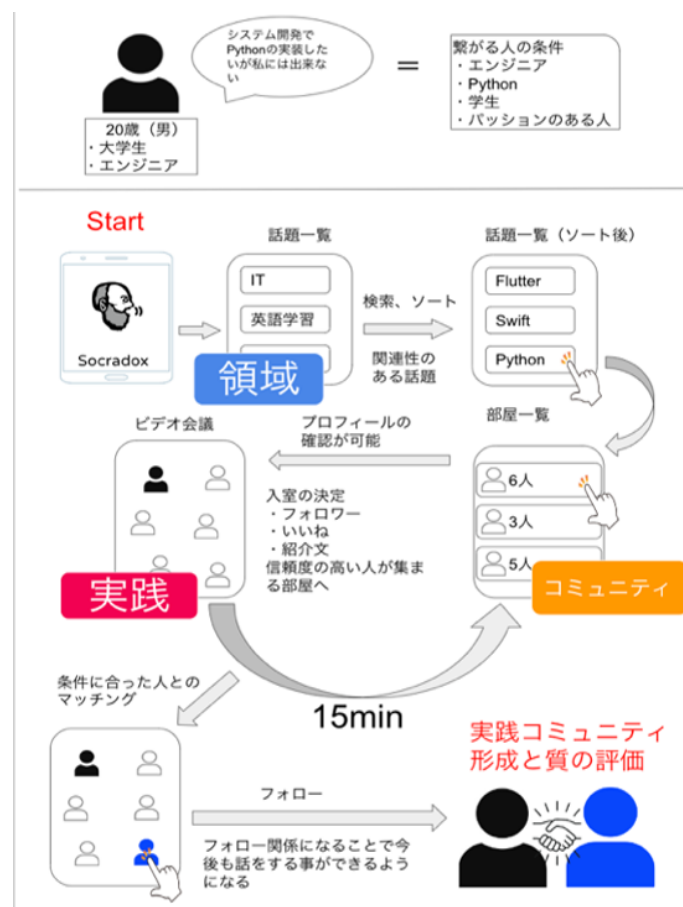 システム開発で
Pythonの実装した
いが私には出来な
い
＝
繋がる人の条件
・エンジニア
・Python
・学生
・パッションのある人
20歳（男）
・大学生
・エンジニア
Start
話題一覧
話題一覧（ソート後）
IT
英語学習
検索、ソート
関連性の
ある話題
Flutter
Swift
Python
Socradox
領域
ビデオ会議
プロフィールの
確認が可能
部屋一覧
6人
3人
5人
入室の決定
・フォロワー
・いいね
・紹介文
信頼度の高い人が集ま
る部屋へ
実践
コミュニティ
条件に合った人との
マッチング
15min
実践コミュニティ
形成と質の評価
フォロー
フォロー関係になることで今
後も話をする事ができるよう
になる